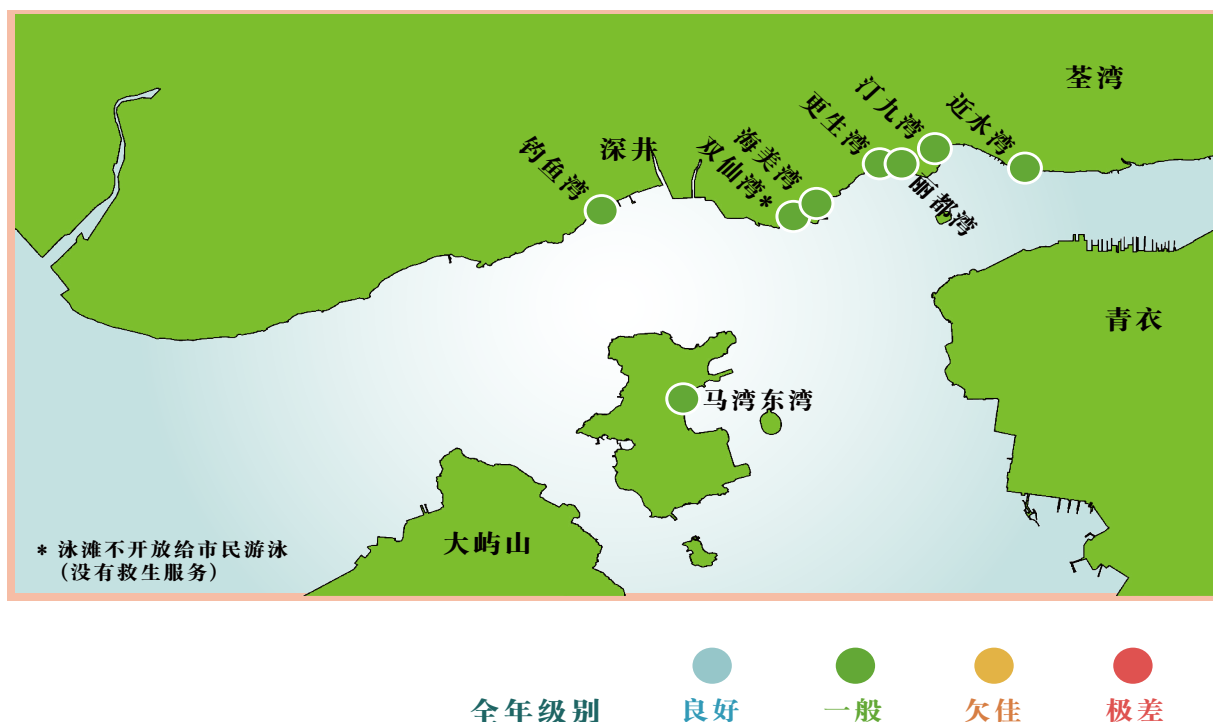 荃湾
汀九湾
近水湾
更生湾
海美湾
双仙湾*
深井
钓鱼湾
丽都湾
青衣
马湾东湾
大屿山
* 泳滩不开放给市民游泳
(没有救生服务)
全年级别
良好
一般
欠佳
极差